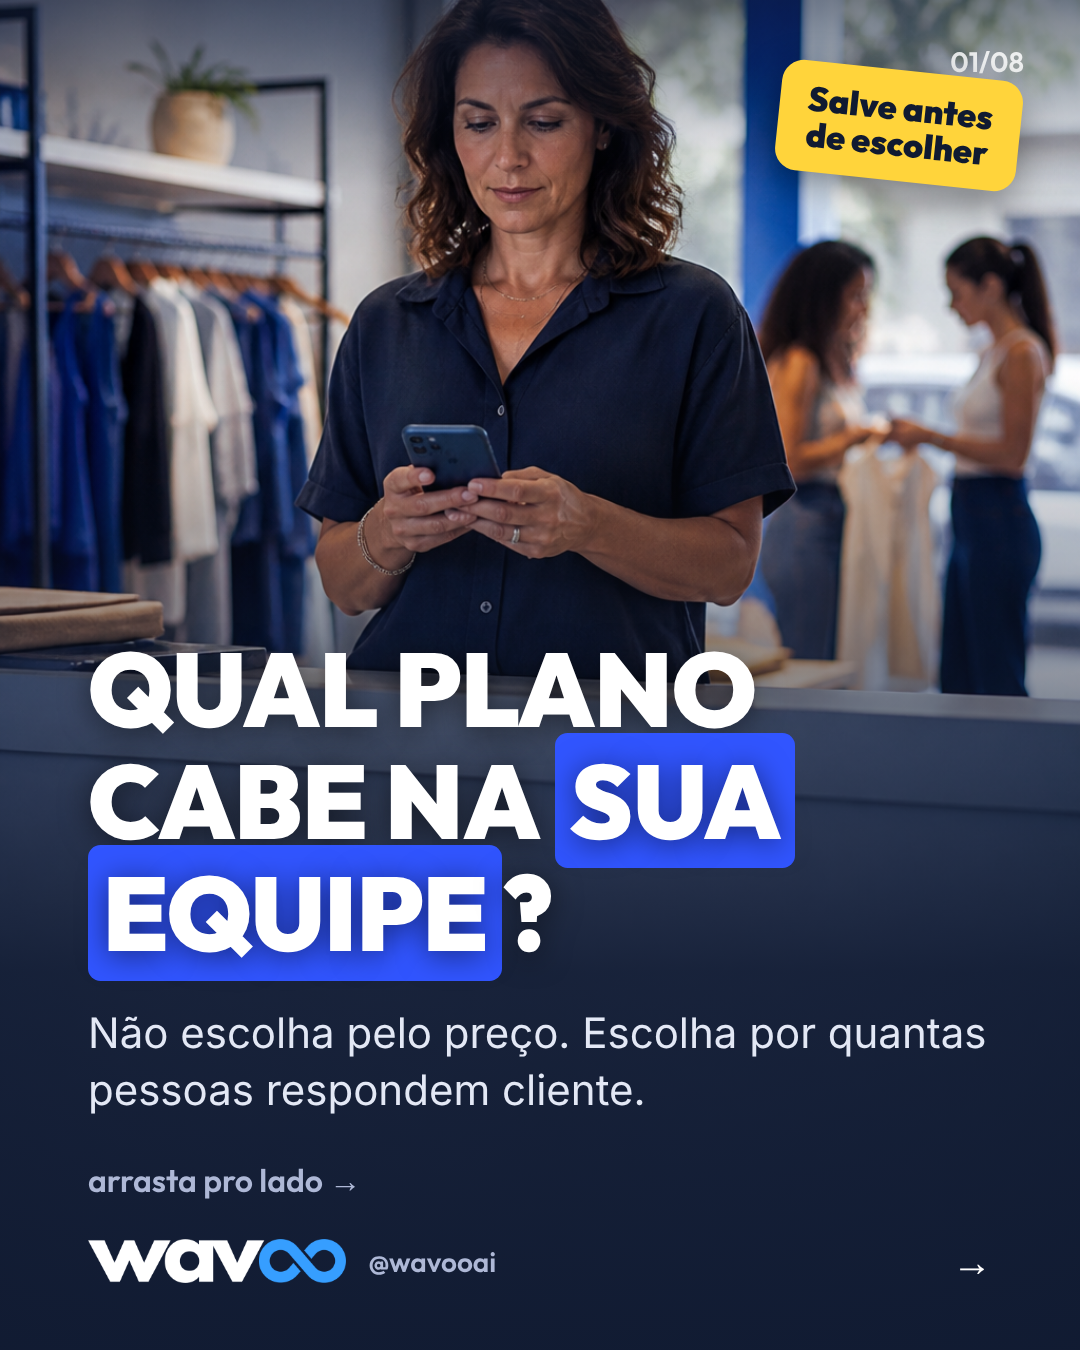 01/08
Salve antes
de escolher
QUAL PLANO
CABE NA SUA
EQUIPE?
Não escolha pelo preço. Escolha por quantas
pessoas respondem cliente.
arrasta pro lado →
wavoo @wavooai →